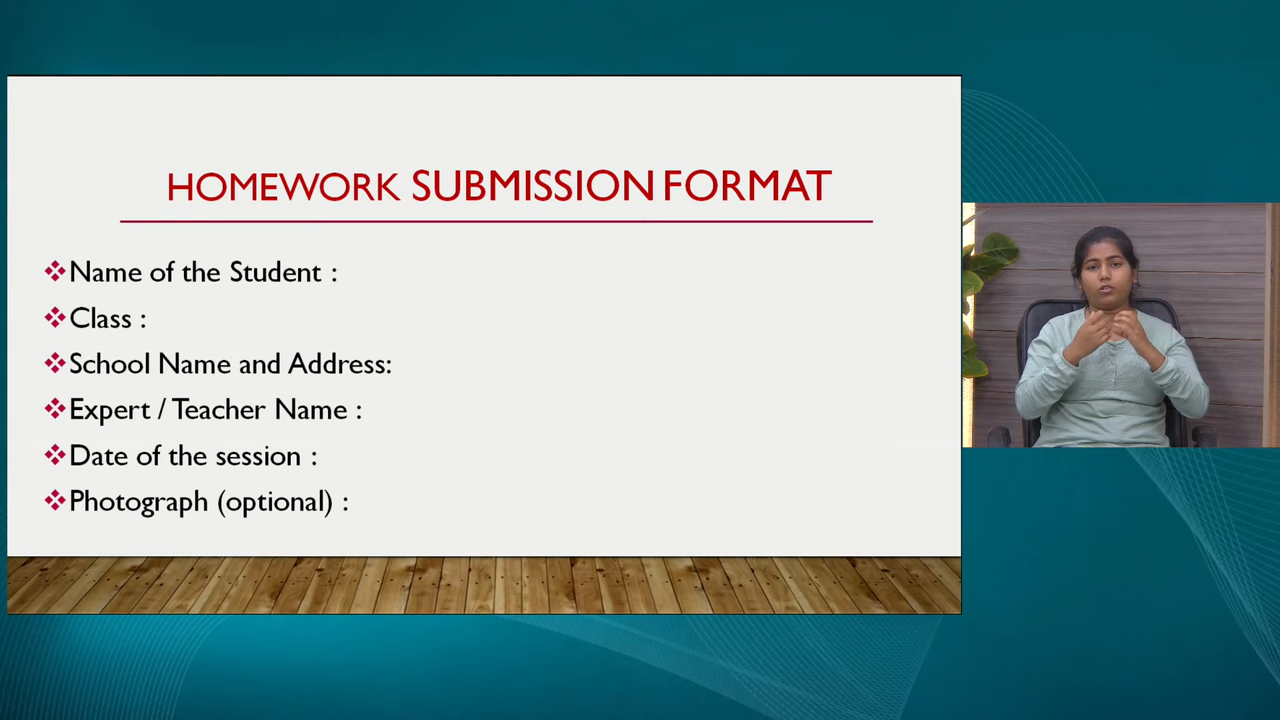 HOMEWORK SUBMISSION FORMAT
Name of the Student :
Class :
School Name and Address:
Expert / Teacher Name :
Date of the session :
Photograph (optional) :